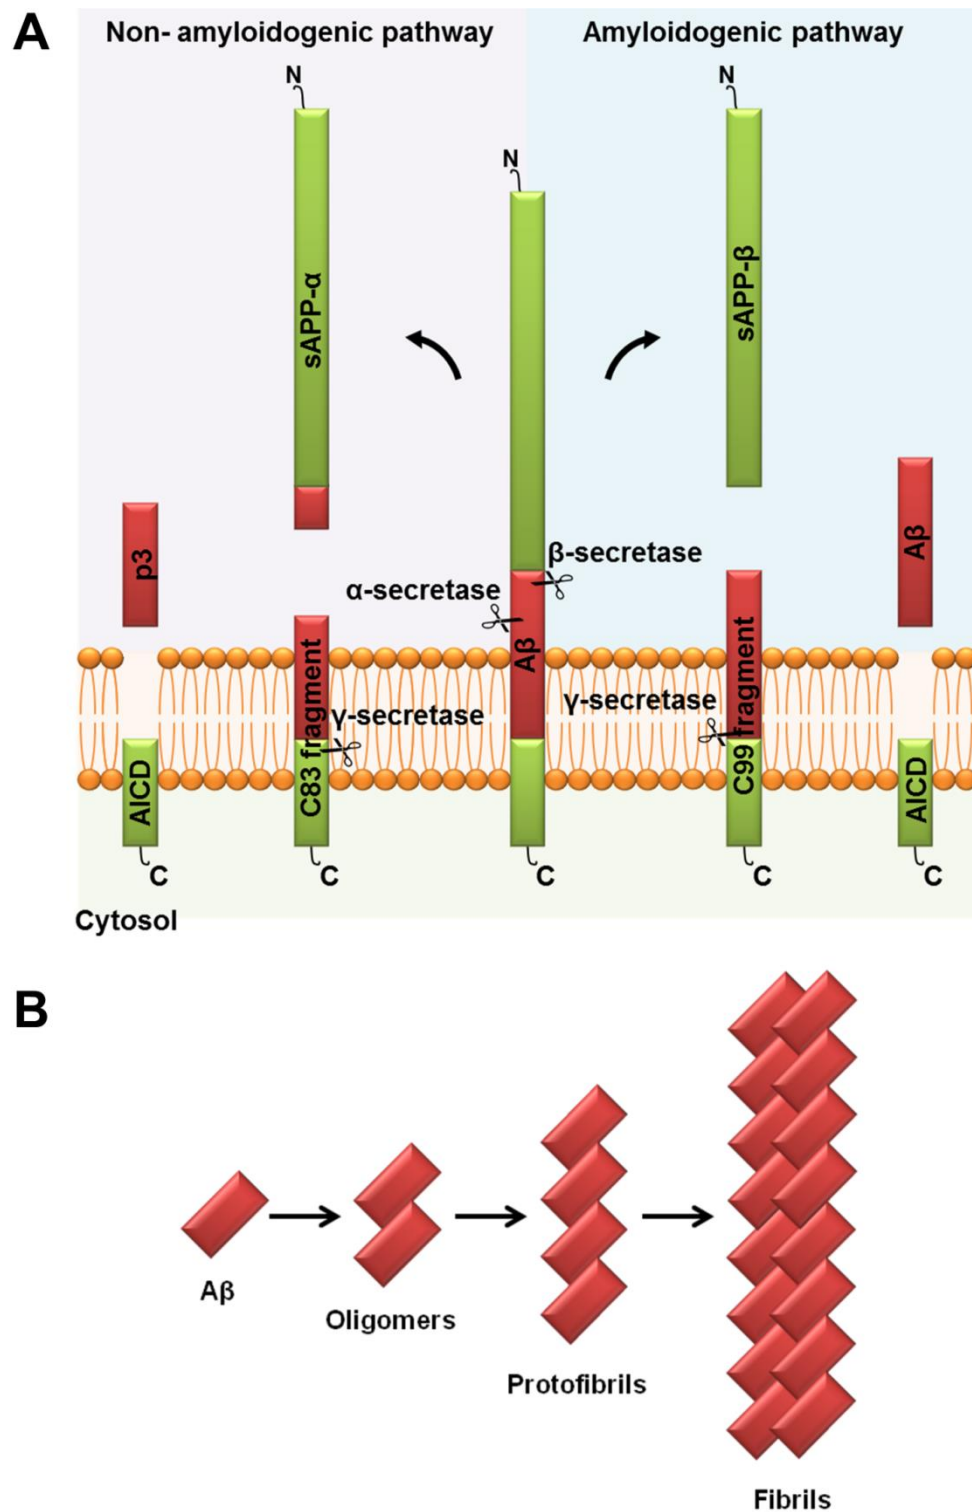 A
Non- amyloidogenic pathway
Amyloidogenic pathway
N
N
N
sAPP-α
sAPP-β
p3
Aβ
β-secretase
α-secretase
Aβ
γ-secretase
γ-secretase
C83 fragment
C99 fragment
AICD
AICD
C
C
C
C
C
Cytosol
B
Aβ
Oligomers
Protofibrils
Fibrils